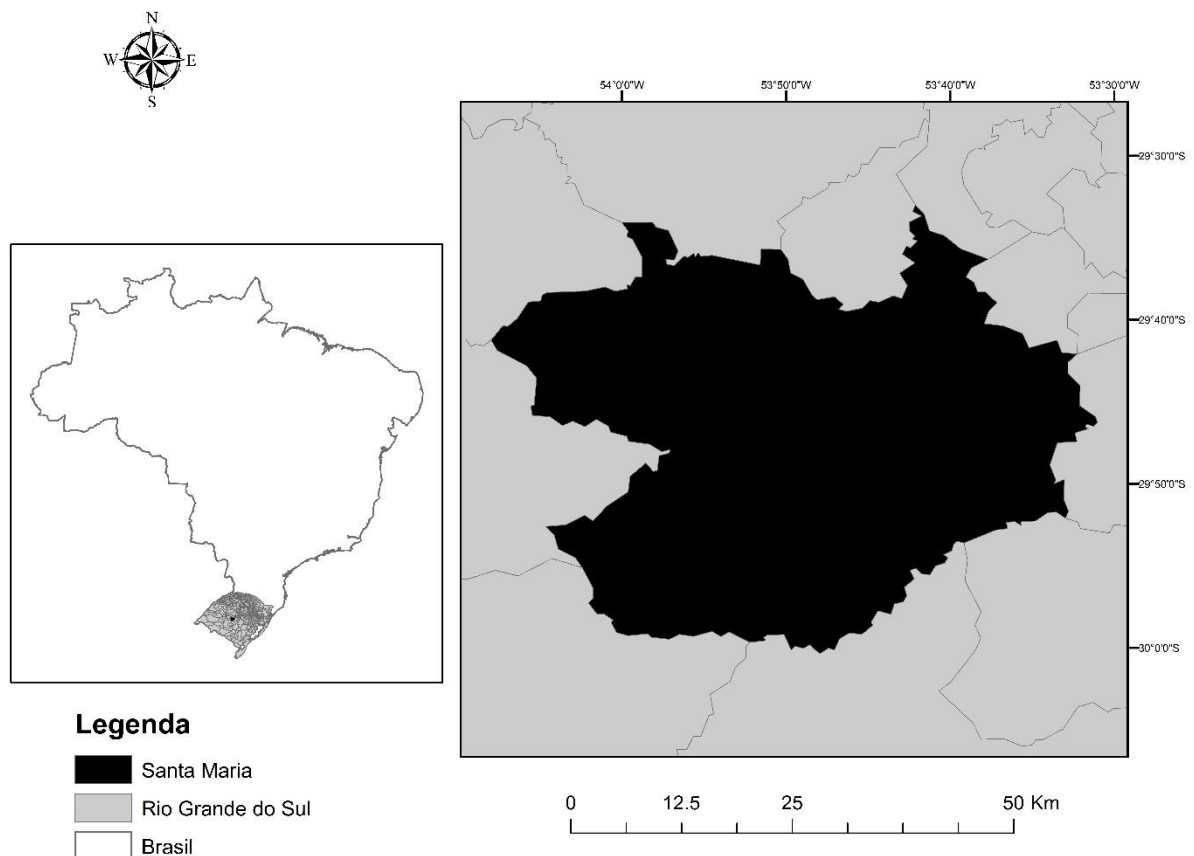 N
W E
S
54°0'0"W 53°50'0"W 53°40'0"W 53°30'0"W
29°30'0"S
29°40'0"S
29°50'0"S
30°0'0"S
Legenda
Santa Maria
Rio Grande do Sul
Brasil
0 12.5 25 50 Km